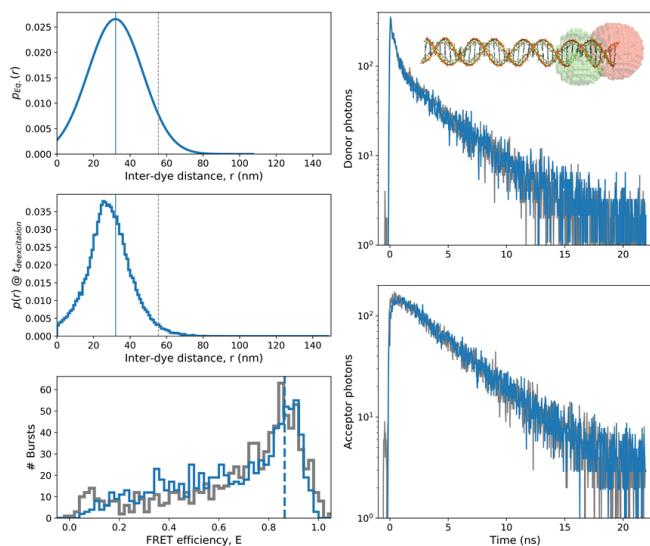 0.025
0.020
0.015
0.010
0.005
0.000
p_Eq.(r)
0 20 40 60 80 100 120 140
Inter-dye distance, r (nm)
0.035
0.030
0.025
0.020
0.015
0.010
0.005
0.000
p(r) @ t_deexcitation
0 20 40 60 80 100 120 140
Inter-dye distance, r (nm)
60
50
40
30
20
10
0
# Bursts
0.0 0.2 0.4 0.6 0.8 1.0
FRET efficiency, E
10²
10¹
10⁰
Donor photons
0 5 10 15 20
10²
10¹
10⁰
Acceptor photons
0 5 10 15 20
Time (ns)